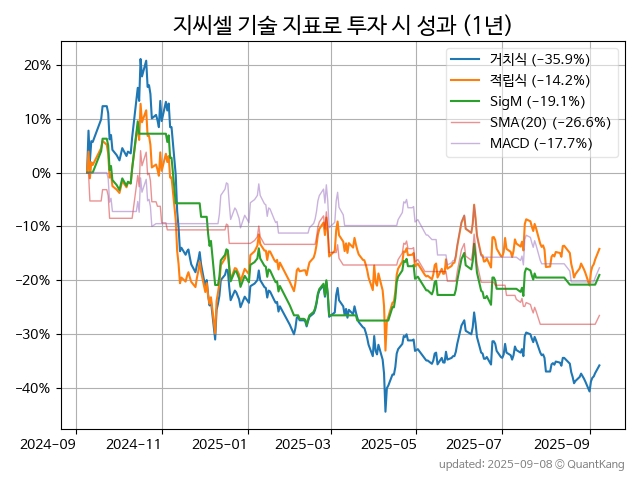 지씨셀 기술 지표로 투자 시 성과 (1년)
거치식 (−35.9%)
적립식 (−14.2%)
SigM (−19.1%)
SMA(20) (−26.6%)
MACD (−17.7%)
20%
10%
0%
−10%
−20%
−30%
−40%
2024-09 2024-11 2025-01 2025-03 2025-05 2025-07 2025-09
updated: 2025-09-08 © QuantKang